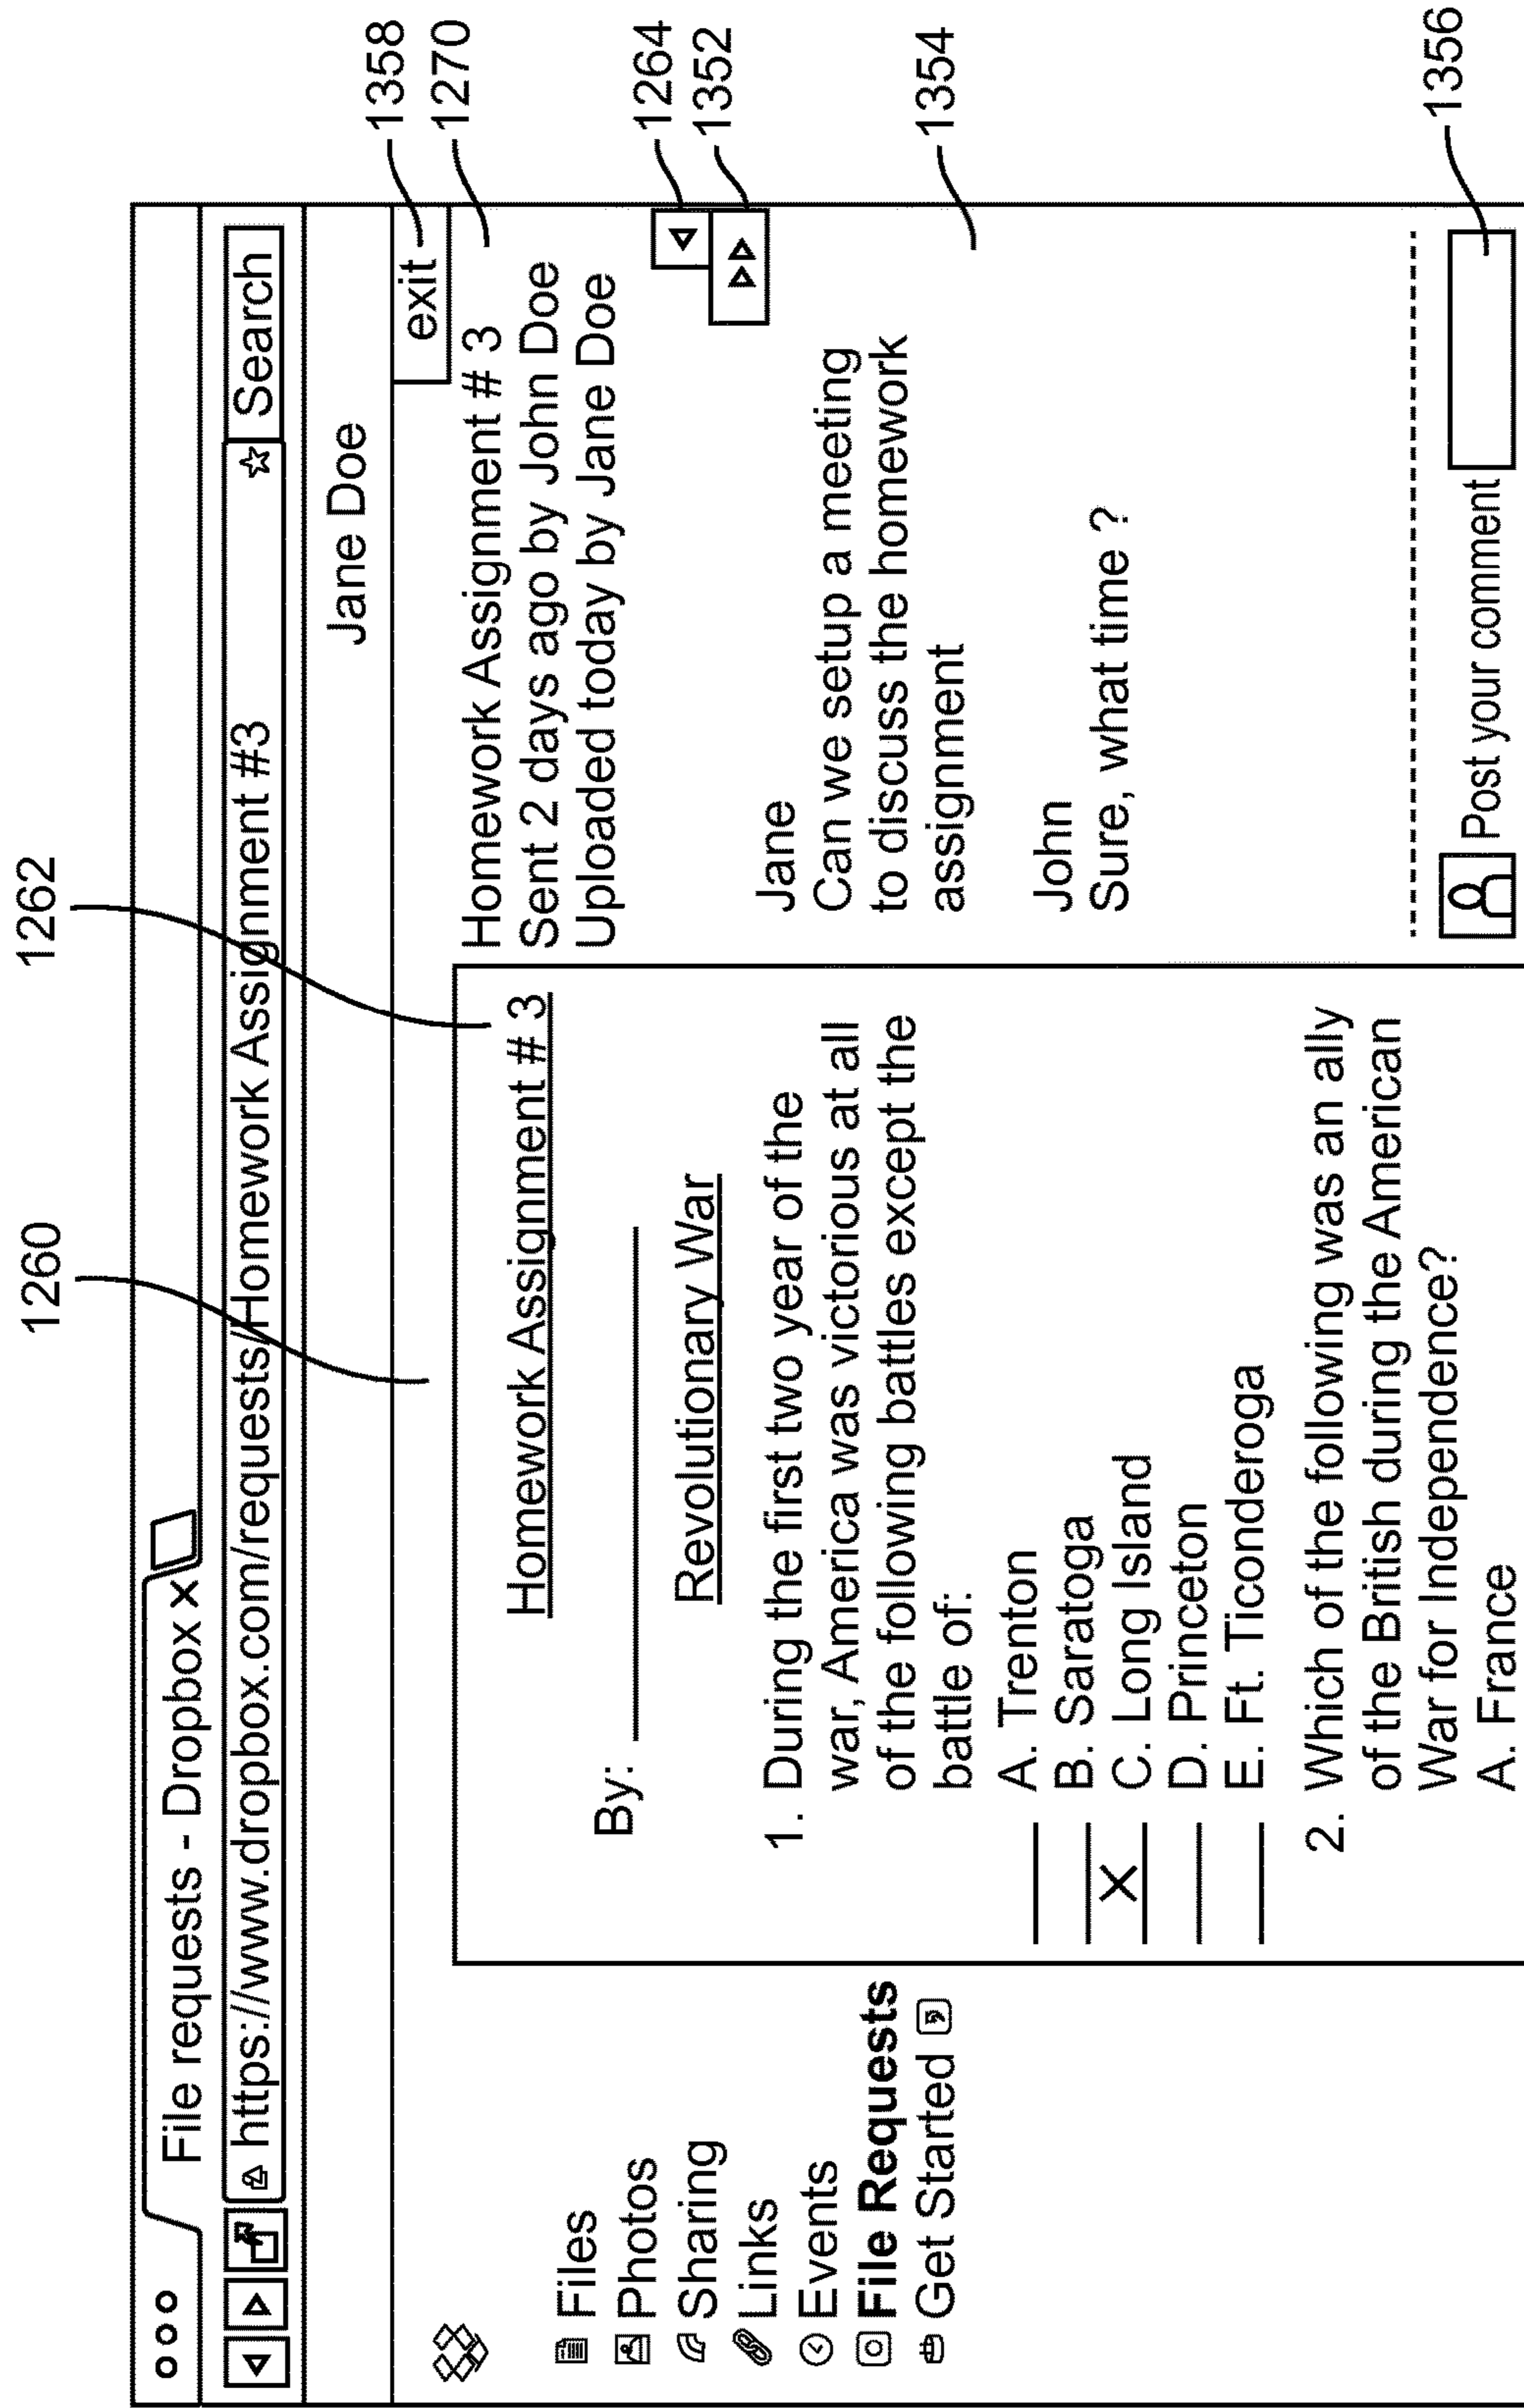 1260
1262
File requests - Dropbox X
https://www.dropbox.com/requests/Homework Assignment #3
Search
Jane Doe
exit
1358
1270
Files
Photos
Sharing
Links
Events
File Requests
Get Started
Homework Assignment # 3
By:
Revolutionary War
1. During the first two year of the
war, America was victorious at all
of the following battles except the
battle of:
A. Trenton
B. Saratoga
X C. Long Island
D. Princeton
E. Ft. Ticonderoga
2. Which of the following was an ally
of the British during the American
War for Independence?
A. France
Homework Assignment # 3
Sent 2 days ago by John Doe
Uploaded today by Jane Doe
1264
1352
Jane
Can we setup a meeting
to discuss the homework
assignment
1354
John
Sure, what time ?
Post your comment
1356